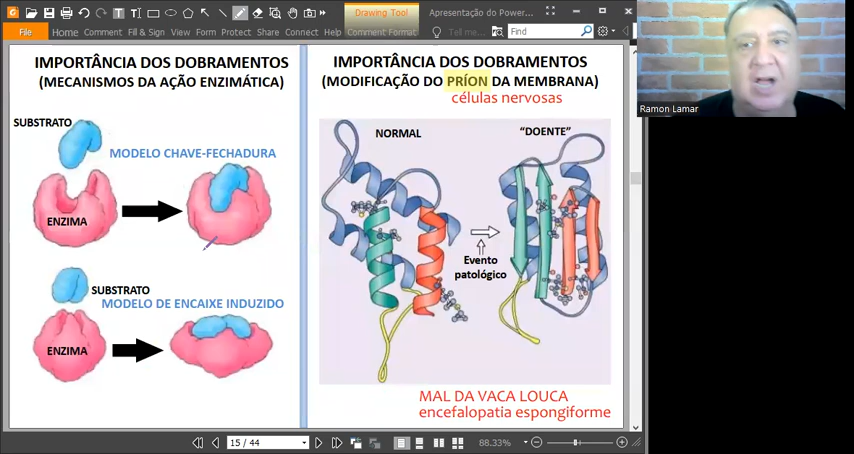 Drawing Tool
Apresentação do Power...
File
Home
Comment
Fill & Sign
View
Form
Protect
Share
Connect
Help
Comment Format
Tell me...
Find
IMPORTÂNCIA DOS DOBRAMENTOS
(MECANISMOS DA AÇÃO ENZIMÁTICA)
SUBSTRATO
MODELO CHAVE-FECHADURA
ENZIMA
SUBSTRATO
MODELO DE ENCAIXE INDUZIDO
ENZIMA
IMPORTÂNCIA DOS DOBRAMENTOS
(MODIFICAÇÃO DO PRÍON DA MEMBRANA)
células nervosas
NORMAL
“DOENTE”
Evento
patológico
MAL DA VACA LOUCA
encefalopatia espongiforme
Ramon Lamar
15 / 44
88.33%